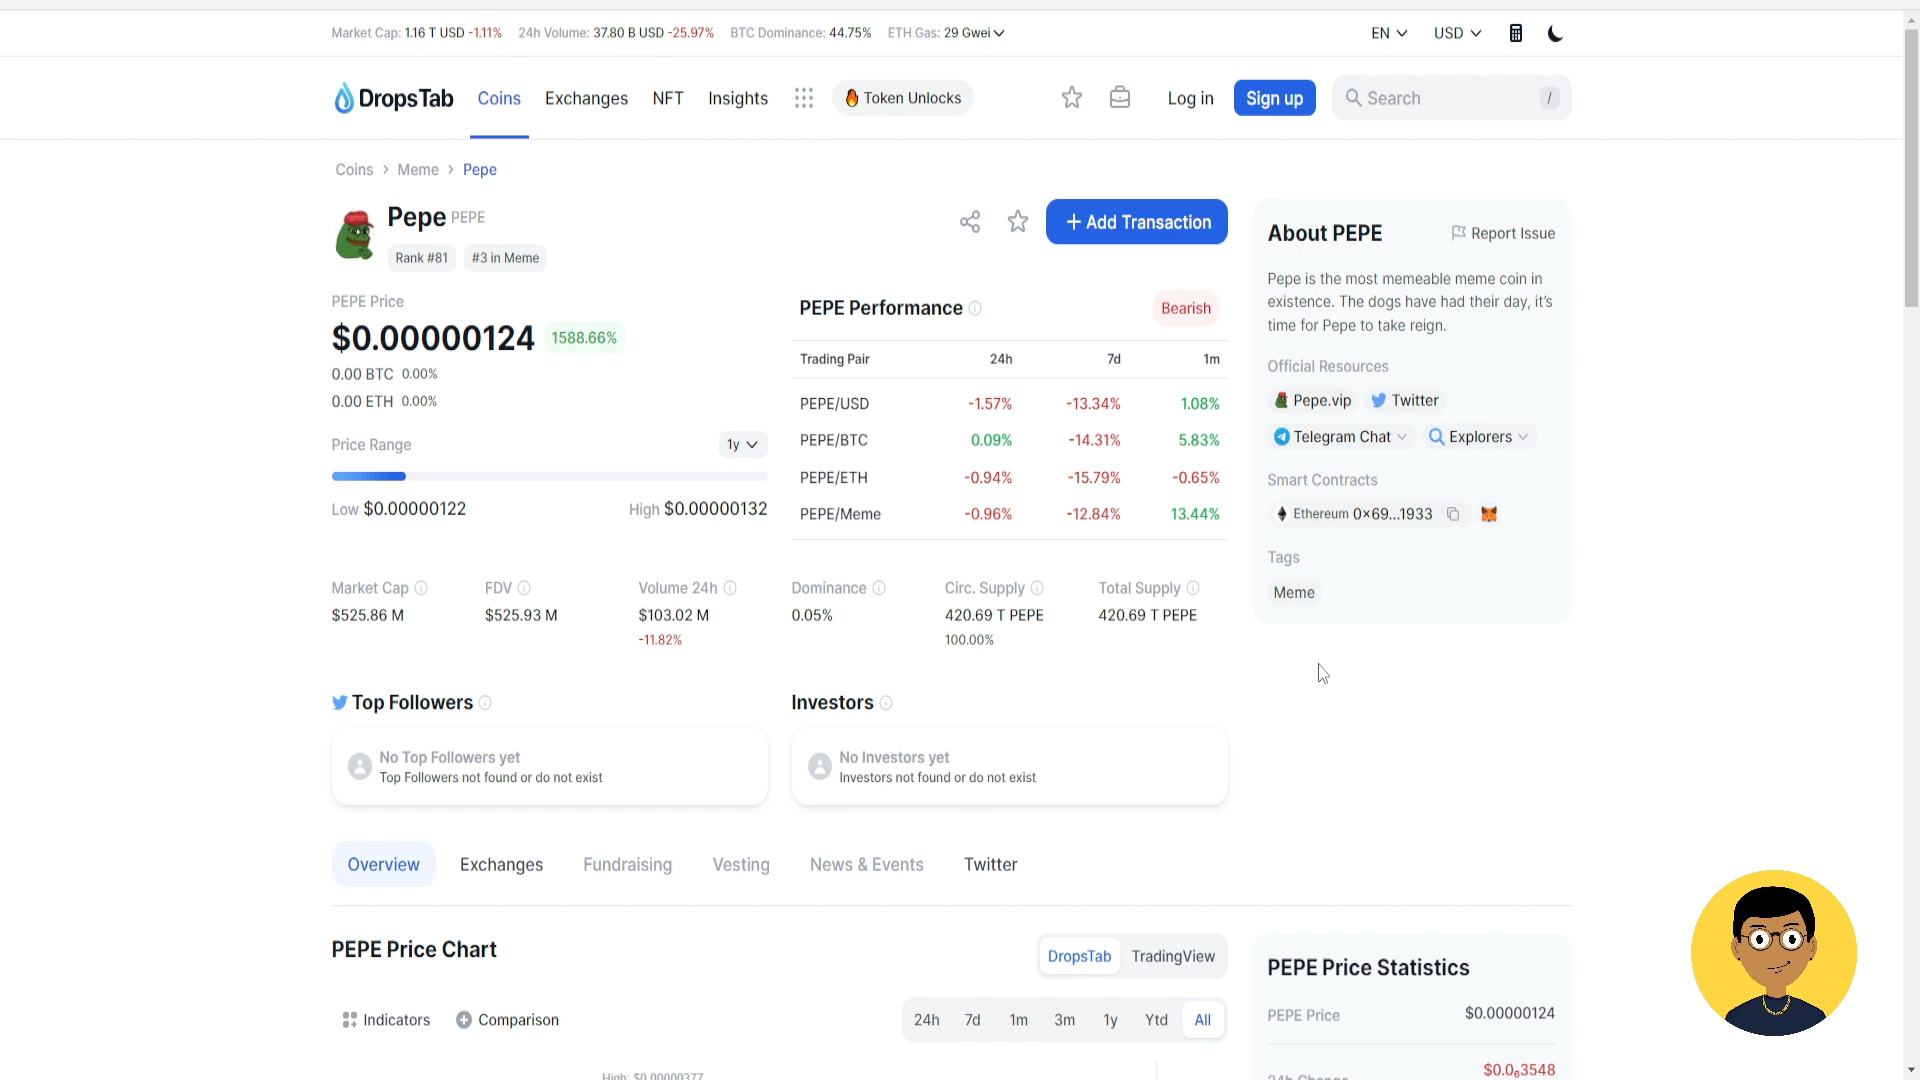 Market Cap: 1.16 T USD -1.11% 24h Volume: 37.80 B USD -25.97% BTC Dominance: 44.75% ETH Gas: 29 Gwei EN USD
DropsTab Coins Exchanges NFT Insights Token Unlocks Log in Sign up Search /
Coins > Meme > Pepe
Pepe PEPE
Rank #81 #3 in Meme
Add Transaction
PEPE Price
$0.00000124 1588.66%
0.00 BTC 0.00%
0.00 ETH 0.00%
Price Range 1y
Low $0.00000122 High $0.00000132
PEPE Performance Bearish
Trading Pair 24h 7d 1m
PEPE/USD -1.57% -13.34% 1.08%
PEPE/BTC 0.09% -14.31% 5.83%
PEPE/ETH -0.94% -15.79% -0.65%
PEPE/Meme -0.96% -12.84% 13.44%
About PEPE Report Issue
Pepe is the most memeable meme coin in
existence. The dogs have had their day, it's
time for Pepe to take reign.
Official Resources
Pepe.vip Twitter
Telegram Chat Explorers
Smart Contracts
Ethereum 0×69...1933
Tags
Meme
Market Cap FDV Volume 24h Dominance Circ. Supply Total Supply
$525.86 M $525.93 M $103.02 M 0.05% 420.69 T PEPE 420.69 T PEPE
-11.82% 100.00%
Top Followers
No Top Followers yet
Top Followers not found or do not exist
Investors
No Investors yet
Investors not found or do not exist
Overview Exchanges Fundraising Vesting News & Events Twitter
PEPE Price Chart DropsTab TradingView
Indicators Comparison 24h 7d 1m 3m 1y Ytd All
High: $0.00000377
PEPE Price Statistics
PEPE Price $0.00000124
24h Change $0.0₆3548